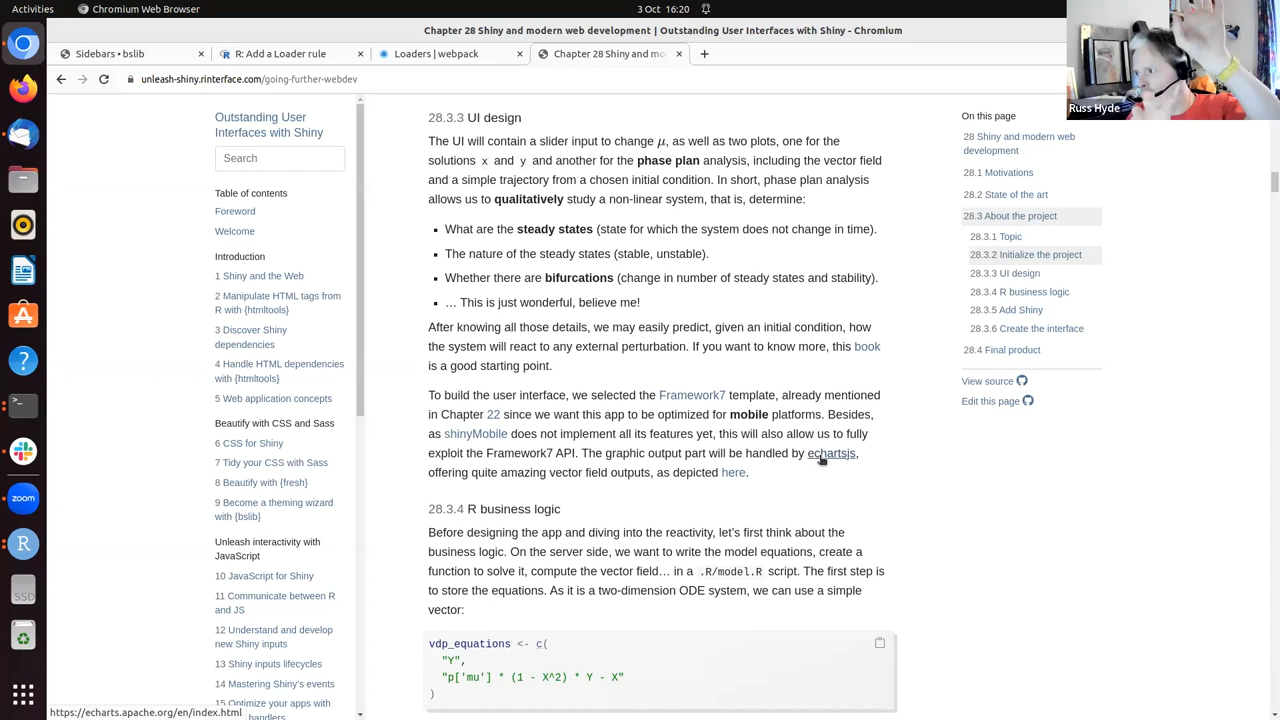 Activities
Chromium Web Browser
3 Oct 16:20
Chapter 28 Shiny and modern web development | Outstanding User Interfaces with Shiny - Chromium
Sidebars • bslib
R: Add a Loader rule
Loaders | webpack
Chapter 28 Shiny and mo
unleash-shiny.rinterface.com/going-further-webdev
Russ Hyde
Outstanding User
Interfaces with Shiny
Search
Table of contents
Foreword
Welcome
Introduction
1 Shiny and the Web
2 Manipulate HTML tags from
R with {htmltools}
3 Discover Shiny
dependencies
4 Handle HTML dependencies
with {htmltools}
5 Web application concepts
Beautify with CSS and Sass
6 CSS for Shiny
7 Tidy your CSS with Sass
8 Beautify with {fresh}
9 Become a theming wizard
with {bslib}
Unleash interactivity with
JavaScript
10 JavaScript for Shiny
11 Communicate between R
and JS
12 Understand and develop
new Shiny inputs
13 Shiny inputs lifecycles
14 Mastering Shiny's events
15 Optimize your apps with
handlers
28.3.3 UI design
The UI will contain a slider input to change μ, as well as two plots, one for the
solutions x and y and another for the phase plan analysis, including the vector field
and a simple trajectory from a chosen initial condition. In short, phase plan analysis
allows us to qualitatively study a non-linear system, that is, determine:
▪ What are the steady states (state for which the system does not change in time).
▪ The nature of the steady states (stable, unstable).
▪ Whether there are bifurcations (change in number of steady states and stability).
▪ … This is just wonderful, believe me!
After knowing all those details, we may easily predict, given an initial condition, how
the system will react to any external perturbation. If you want to know more, this book
is a good starting point.
To build the user interface, we selected the Framework7 template, already mentioned
in Chapter 22 since we want this app to be optimized for mobile platforms. Besides,
as shinyMobile does not implement all its features yet, this will also allow us to fully
exploit the Framework7 API. The graphic output part will be handled by echartsjs,
offering quite amazing vector field outputs, as depicted here.
28.3.4 R business logic
Before designing the app and diving into the reactivity, let's first think about the
business logic. On the server side, we want to write the model equations, create a
function to solve it, compute the vector field… in a ./R/model.R script. The first step is
to store the equations. As it is a two-dimension ODE system, we can use a simple
vector:
vdp_equations <- c(
"Y",
"p['mu'] * (1 - X^2) * Y - X"
)
On this page
28 Shiny and modern web
development
28.1 Motivations
28.2 State of the art
28.3 About the project
28.3.1 Topic
28.3.2 Initialize the project
28.3.3 UI design
28.3.4 R business logic
28.3.5 Add Shiny
28.3.6 Create the interface
28.4 Final product
View source
Edit this page
zoom
R
SSD
https://echarts.apache.org/en/index.html